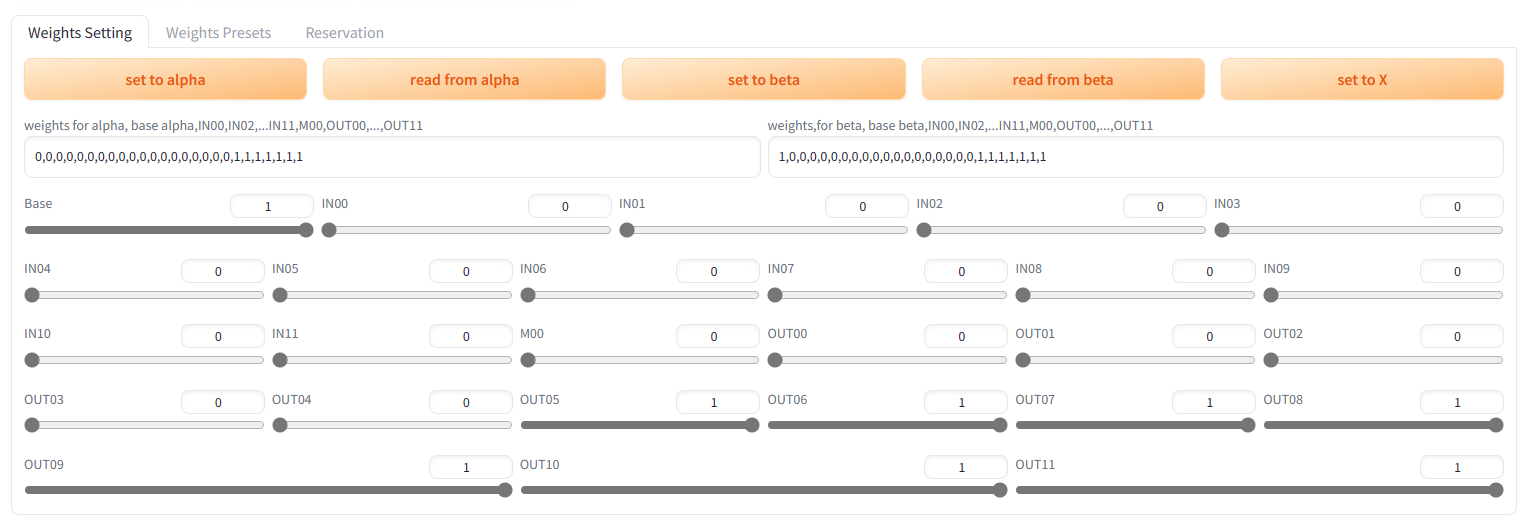 Weights Setting Weights Presets Reservation
set to alpha read from alpha set to beta read from beta set to X
weights for alpha, base alpha,IN00,IN02,...IN11,M00,OUT00,...,OUT11 weights,for beta, base beta,IN00,IN02,...IN11,M00,OUT00,...,OUT11
0,0,0,0,0,0,0,0,0,0,0,0,0,0,0,0,0,0,0,1,1,1,1,1,1,1 1,0,0,0,0,0,0,0,0,0,0,0,0,0,0,0,0,0,0,1,1,1,1,1,1,1
Base 1 IN00 0 IN01 0 IN02 0 IN03 0
IN04 0 IN05 0 IN06 0 IN07 0 IN08 0 IN09 0
IN10 0 IN11 0 M00 0 OUT00 0 OUT01 0 OUT02 0
OUT03 0 OUT04 0 OUT05 1 OUT06 1 OUT07 1 OUT08 1
OUT09 1 OUT10 1 OUT11 1